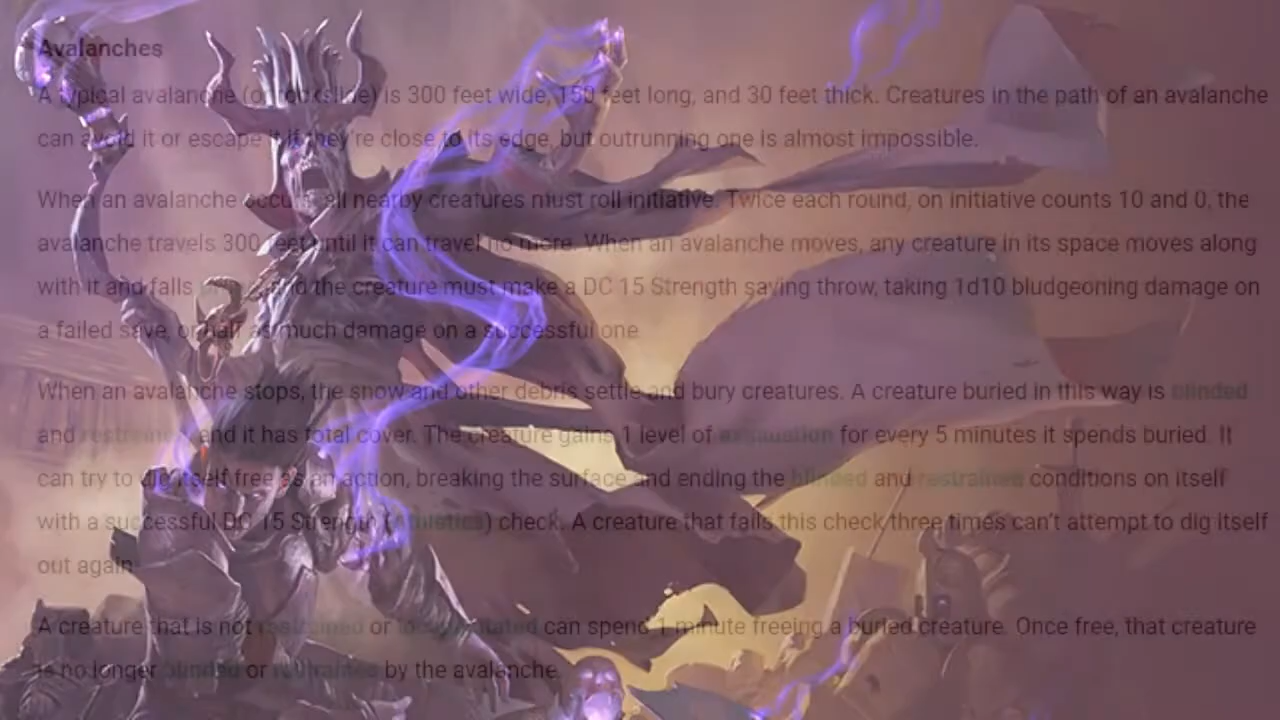 Avalanches
A typical avalanche (or rockslide) is 300 feet wide, 150 feet long, and 30 feet thick. Creatures in the path of an avalanche
can avoid it or escape it if they're close to its edge, but outrunning one is almost impossible.
When an avalanche occurs, all nearby creatures must roll initiative. Twice each round, on initiative counts 10 and 0, the
avalanche travels 300 feet until it can travel no more. When an avalanche moves, any creature in its space moves along
with it and falls and the creature must make a DC 15 Strength saving throw, taking 1d10 bludgeoning damage on
a failed save, or half as much damage on a successful one.
When an avalanche stops, the snow and other debris settle and bury creatures. A creature buried in this way is blinded
and restrained, and it has total cover. The creature gains 1 level of exhaustion for every 5 minutes it spends buried. It
can try to dig itself free as an action, breaking the surface and ending the blinded and restrained conditions on itself
with a successful DC 15 Strength (Athletics) check. A creature that fails this check three times can't attempt to dig itself
out again.
A creature that is not restrained or incapacitated can spend 1 minute freeing a buried creature. Once free, that creature
is no longer blinded or restrained by the avalanche.